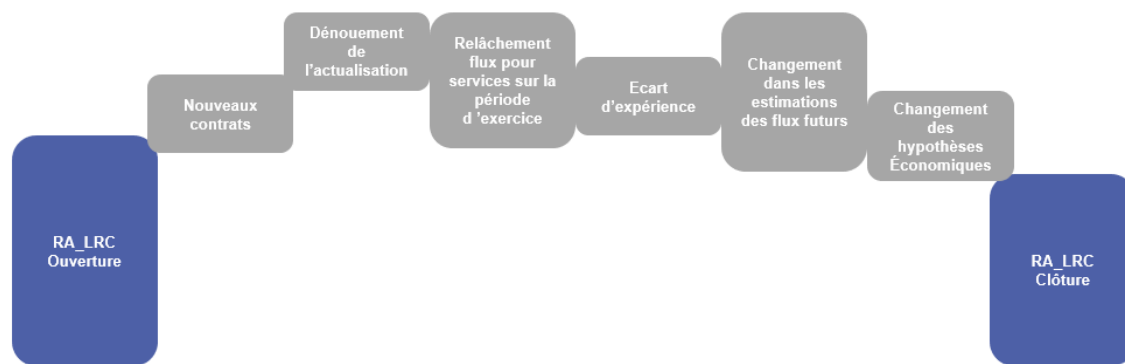 RA_LRC
Ouverture
Nouveaux
contrats
Dénouement
de
l'actualisation
Relâchement
flux pour
services sur la
période
d 'exercice
Ecart
d'expérience
Changement
dans les
estimations
des flux futurs
Changement
des
hypothèses
Économiques
RA_LRC
Clôture